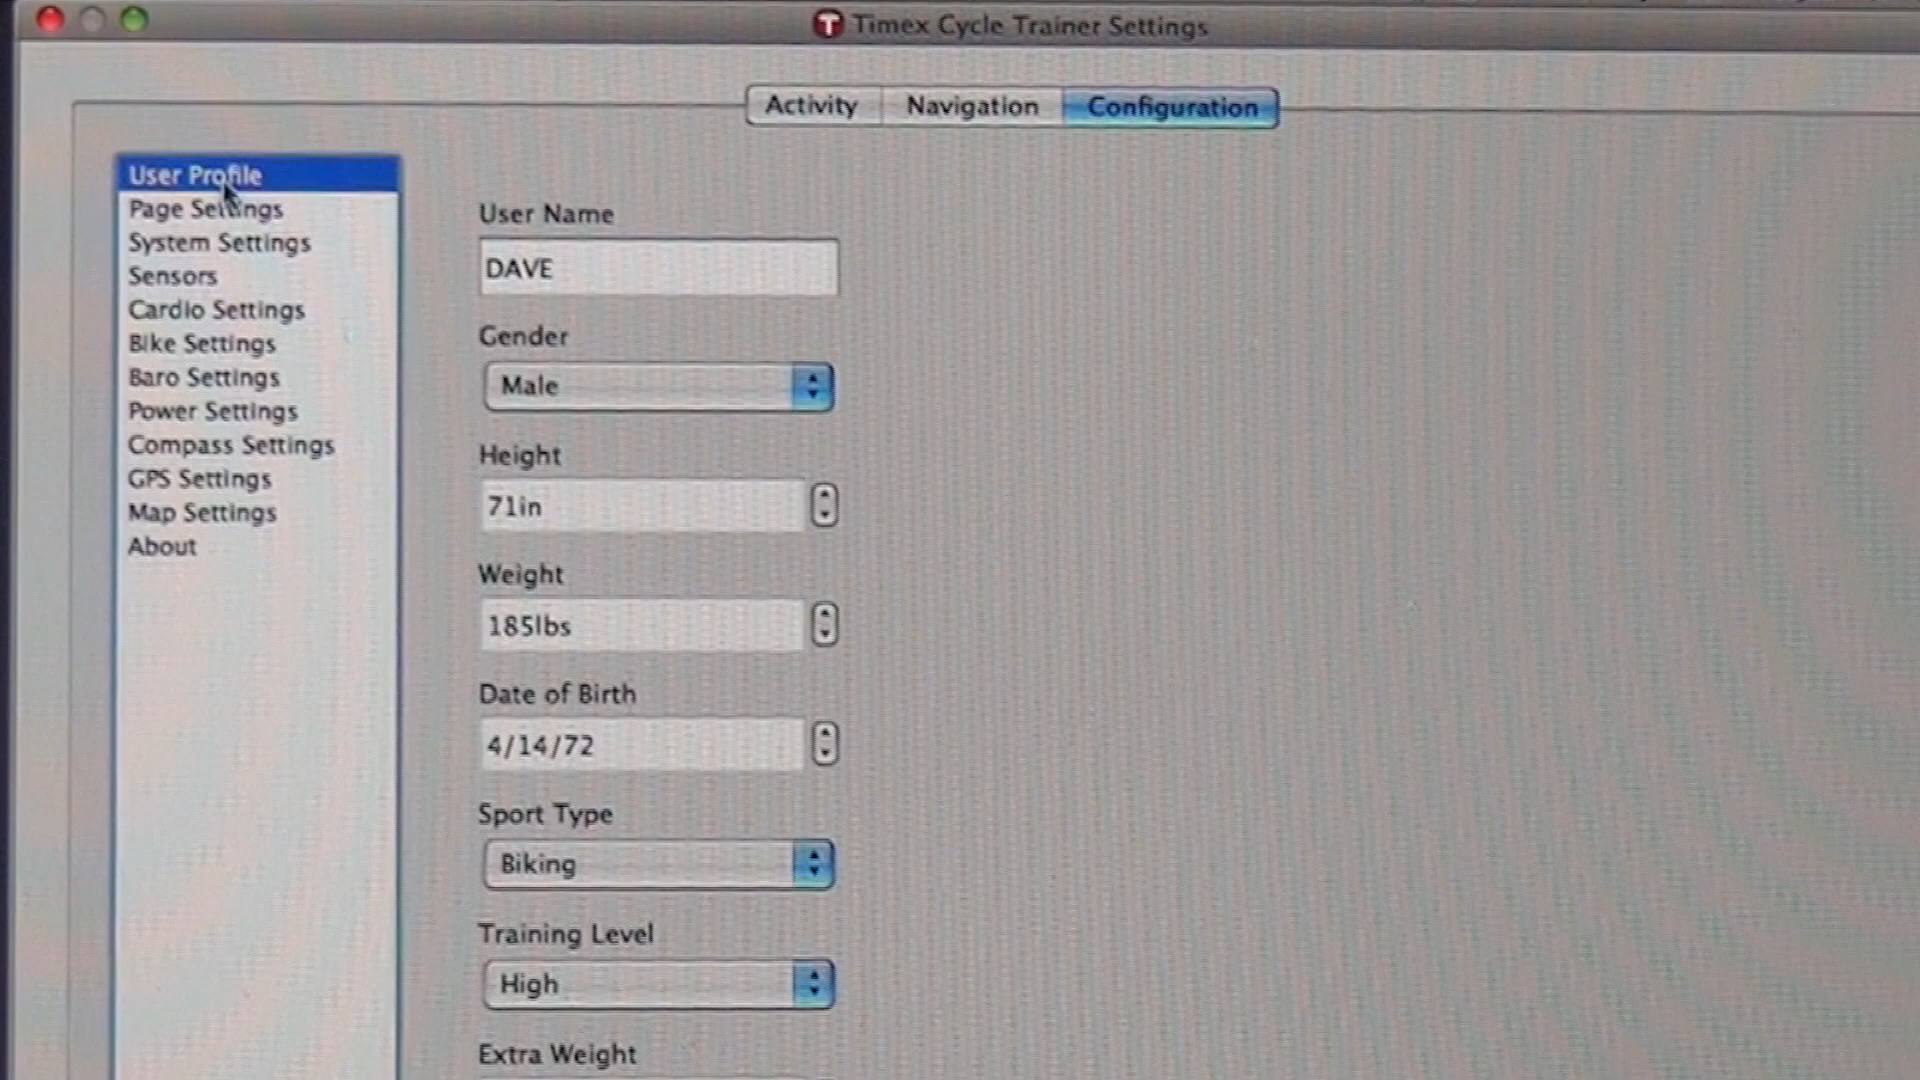 Timex Cycle Trainer Settings
Activity
Navigation
Configuration
User Profile
Page Settings
System Settings
Sensors
Cardio Settings
Bike Settings
Baro Settings
Power Settings
Compass Settings
GPS Settings
Map Settings
About
User Name
DAVE
Gender
Male
Height
71in
Weight
185lbs
Date of Birth
4/14/72
Sport Type
Biking
Training Level
High
Extra Weight